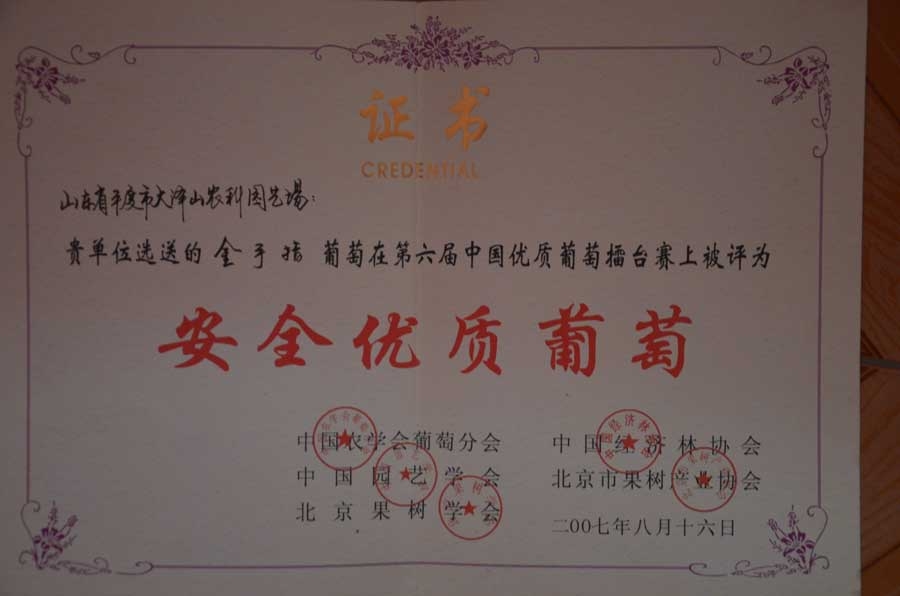 证书
CREDENTIAL
山东省平度市大泽山农科园艺场：
贵单位选送的 金手指 葡萄在第六届中国优质葡萄擂台赛上被评为
安全优质葡萄
中国农学会葡萄分会 中国经济林协会
中国园艺学会 北京市果树产业协会
北京果树学会 二〇〇七年八月十六日